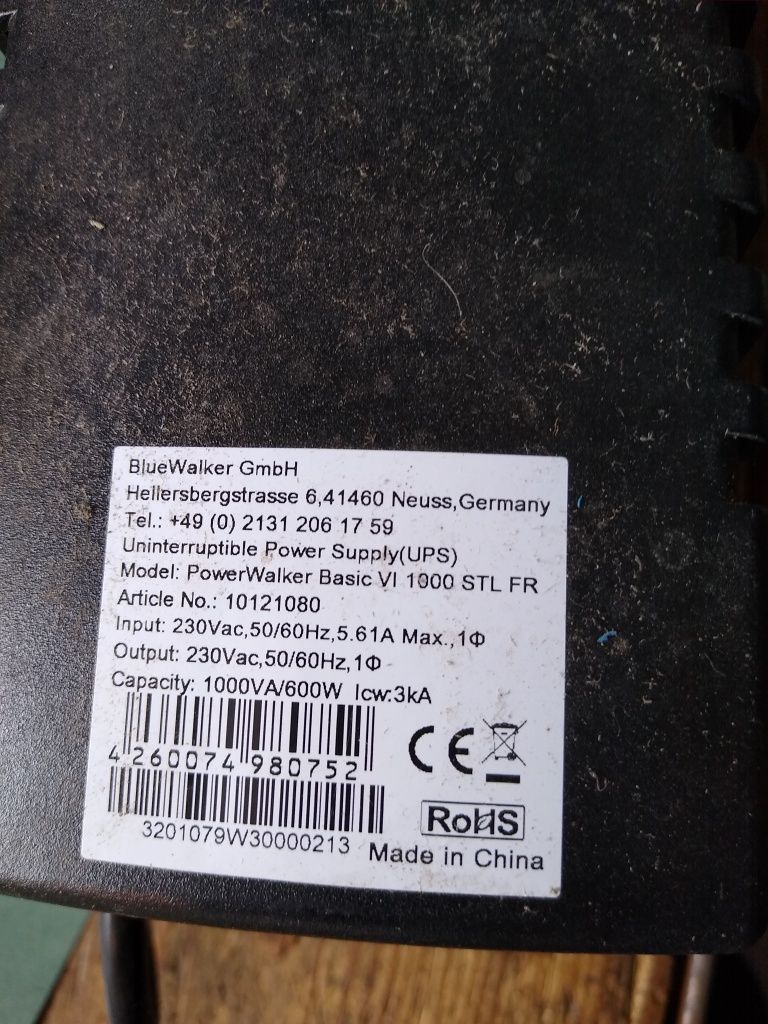 BlueWalker GmbH
Hellersbergstrasse 6,41460 Neuss,Germany
Tel.: +49 (0) 2131 206 17 59
Uninterruptible Power Supply(UPS)
Model: PowerWalker Basic VI 1000 STL FR
Article No.: 10121080
Input: 230Vac,50/60Hz,5.61A Max.,1Φ
Output: 230Vac,50/60Hz,1Φ
Capacity: 1000VA/600W Icw:3kA
CE
4 260074 980752
RoHS
3201079W30000213
Made in China